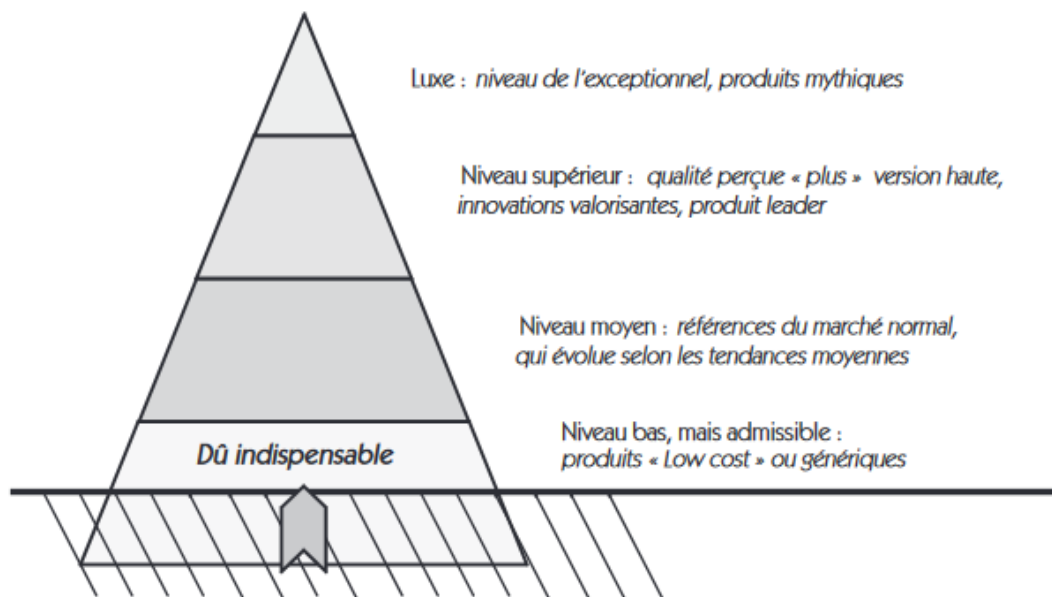 Luxe : niveau de l'exceptionnel, produits mythiques
Niveau supérieur : qualité perçue « plus » version haute,
innovations valorisantes, produit leader
Niveau moyen : références du marché normal,
qui évolue selon les tendances moyennes
Niveau bas, mais admissible :
produits « Low cost » ou génériques
Dû indispensable